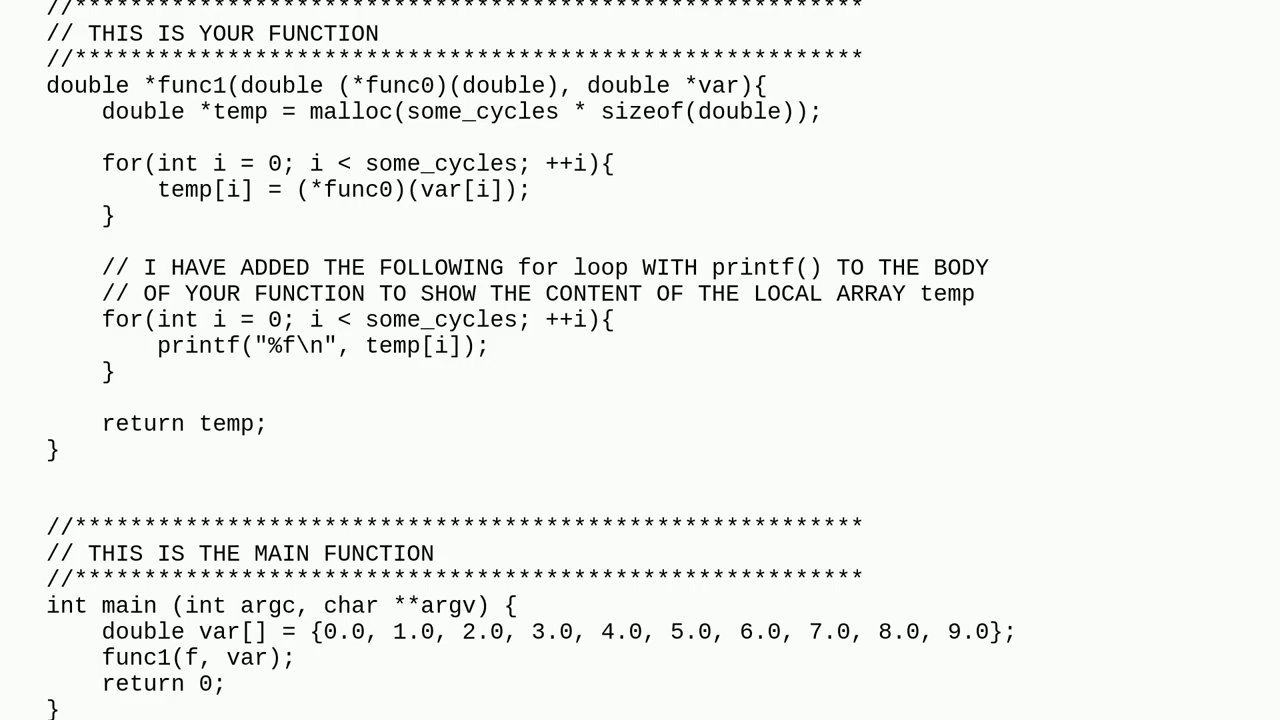 //*********************************************************
// THIS IS YOUR FUNCTION
//*********************************************************
double *func1(double (*func0)(double), double *var){
    double *temp = malloc(some_cycles * sizeof(double));
    for(int i = 0; i < some_cycles; ++i){
        temp[i] = (*func0)(var[i]);
    }
    // I HAVE ADDED THE FOLLOWING for loop WITH printf() TO THE BODY
    // OF YOUR FUNCTION TO SHOW THE CONTENT OF THE LOCAL ARRAY temp
    for(int i = 0; i < some_cycles; ++i){
        printf("%f\n", temp[i]);
    }
    return temp;
}
//*********************************************************
// THIS IS THE MAIN FUNCTION
//*********************************************************
int main (int argc, char **argv) {
    double var[] = {0.0, 1.0, 2.0, 3.0, 4.0, 5.0, 6.0, 7.0, 8.0, 9.0};
    func1(f, var);
    return 0;
}